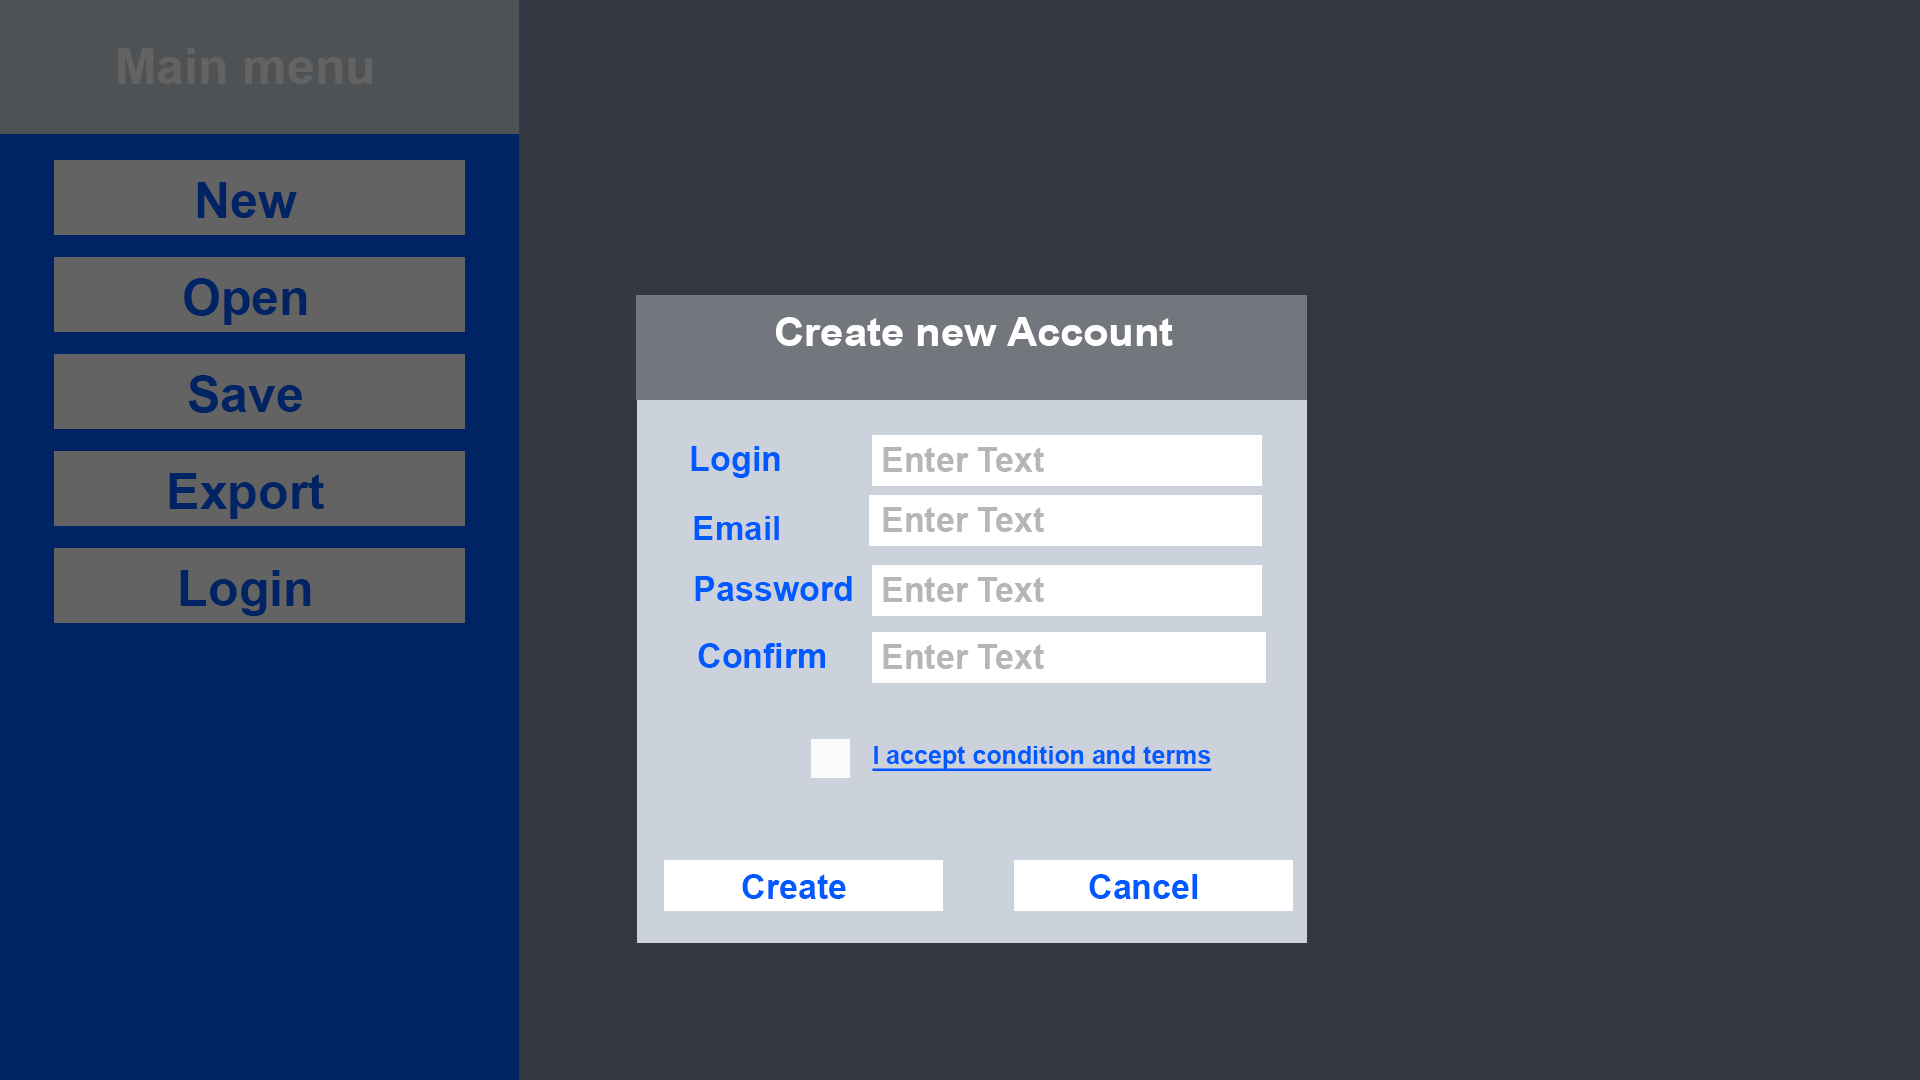 Main menu
New
Open
Save
Export
Login
Create new Account
Login
Enter Text
Email
Enter Text
Password
Enter Text
Confirm
Enter Text
I accept condition and terms
Create
Cancel